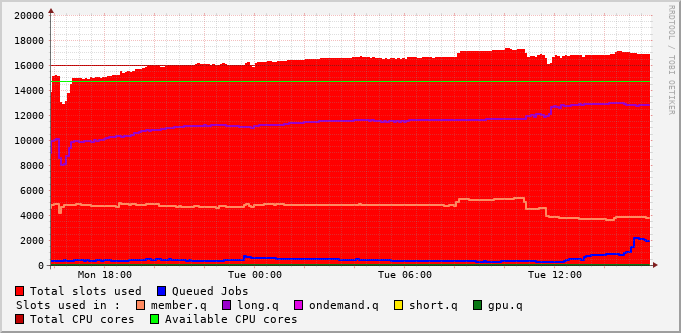 20000
18000
16000
14000
12000
10000
8000
6000
4000
2000
0
Mon 18:00 Tue 00:00 Tue 06:00 Tue 12:00
RRDTOOL / TOBI OETIKER
Total slots used Queued Jobs
Slots used in : member.q long.q ondemand.q short.q gpu.q
Total CPU cores Available CPU cores